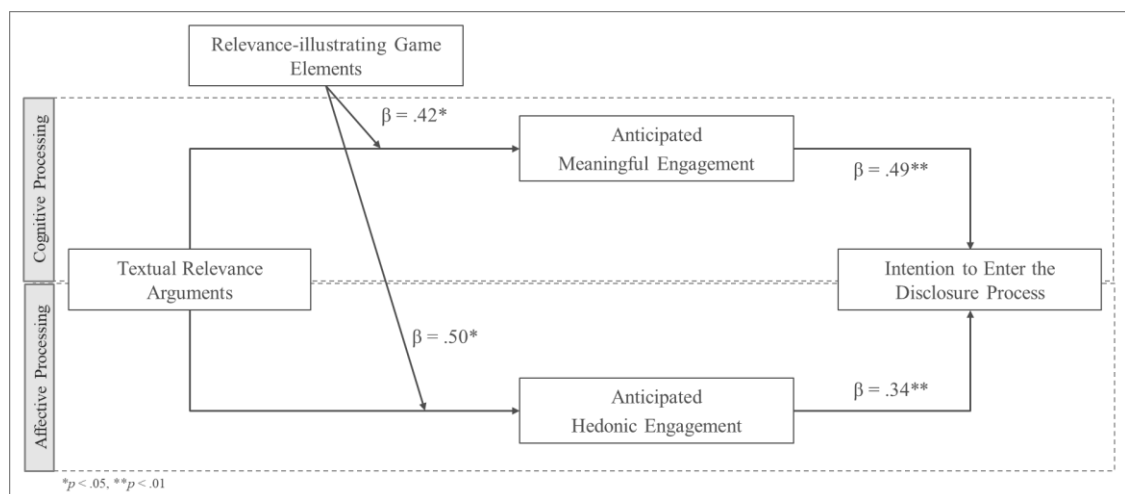 Relevance-illustrating Game
Elements
β = .42*
Cognitive Processing
Anticipated
Meaningful Engagement
β = .49**
Textual Relevance
Arguments
Intention to Enter the
Disclosure Process
Affective Processing
β = .50*
Anticipated
Hedonic Engagement
β = .34**
*p < .05, **p < .01